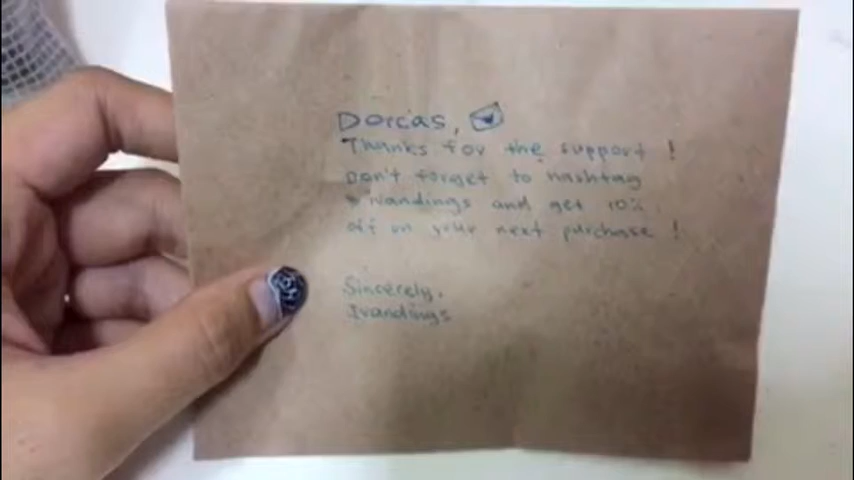 Dorcas,
Thanks for the support !
Don't forget to hashtag
# ivandings and get 10%
off on your next purchase !
Sincerely,
Ivandings